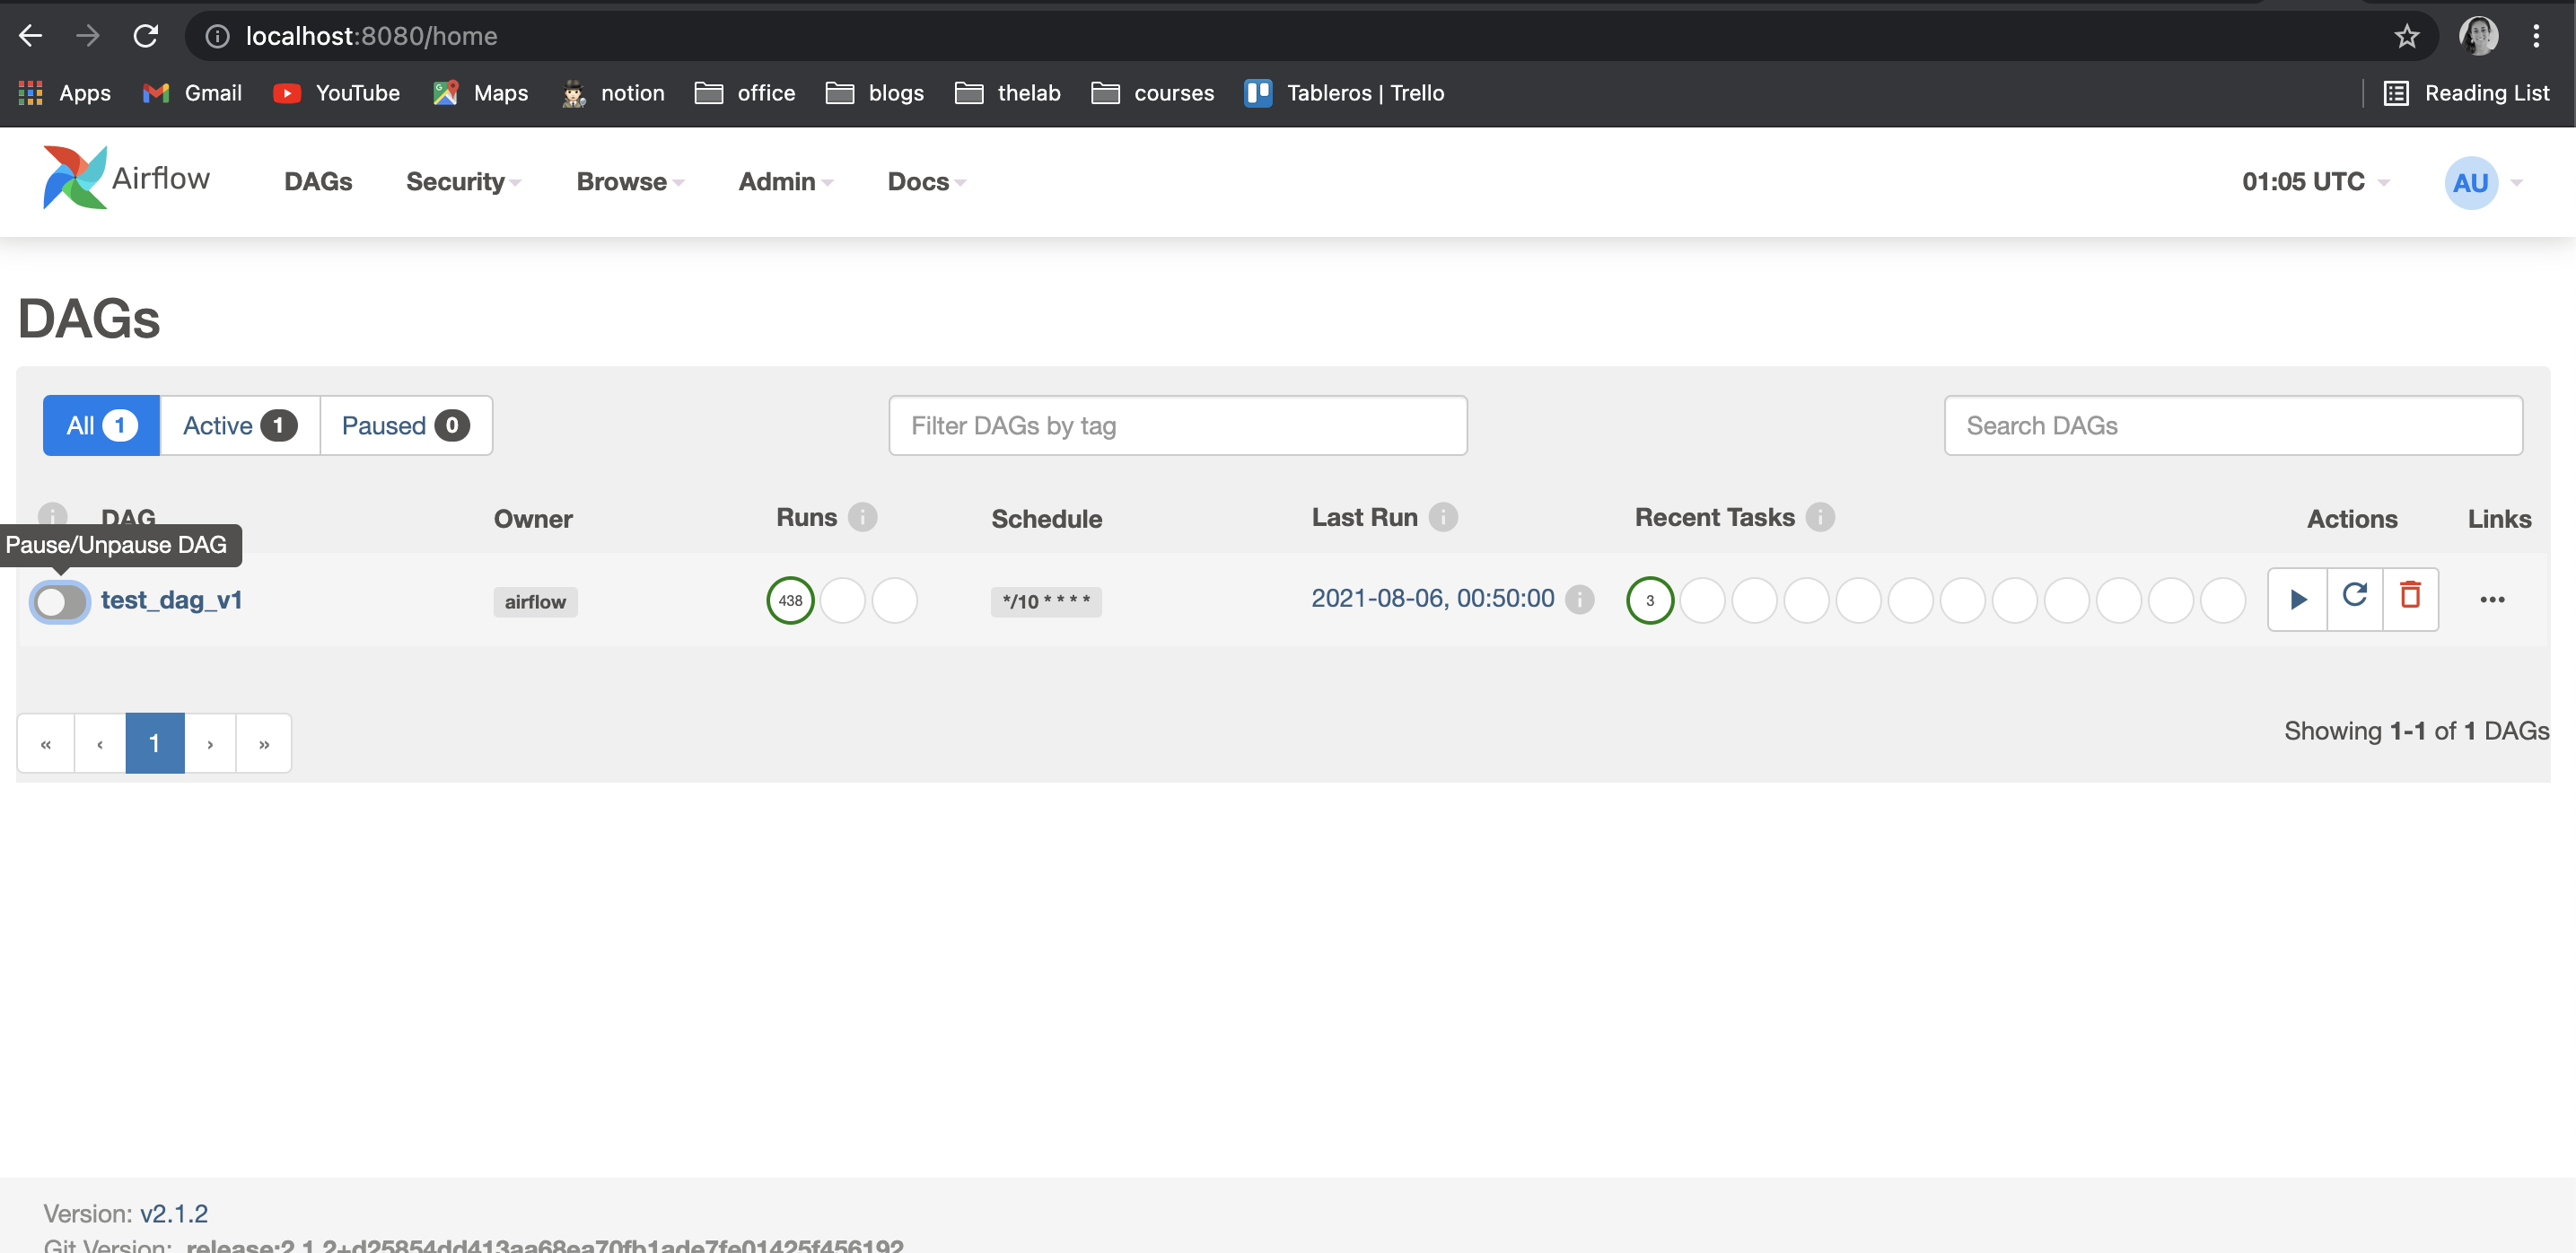 localhost:8080/home
Apps Gmail YouTube Maps notion office blogs thelab courses Tableros | Trello Reading List
Airflow DAGs Security Browse Admin Docs 01:05 UTC AU
DAGs
All 1 Active 1 Paused 0 Filter DAGs by tag Search DAGs
DAG Owner Runs Schedule Last Run Recent Tasks Actions Links
Pause/Unpause DAG
test_dag_v1 airflow 438 */10 * * * * 2021-08-06, 00:50:00 3
« ‹ 1 › »
Showing 1-1 of 1 DAGs
Version: v2.1.2
Git Version: .release:2.1.2+d25854dd413aa68ea70fb1ade7fe01425f456192